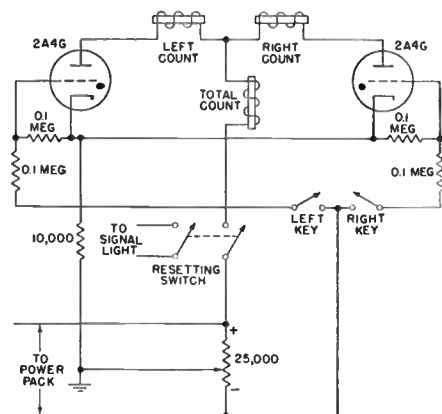 2A4G
LEFT
COUNT
RIGHT
COUNT
2A4G
TOTAL
COUNT
0.1
MEG
0.1
MEG
0.1 MEG
0.1 MEG
10,000
TO
SIGNAL
LIGHT
RESETTING
SWITCH
LEFT
KEY
RIGHT
KEY
+
25,000
-
TO
POWER
PACK